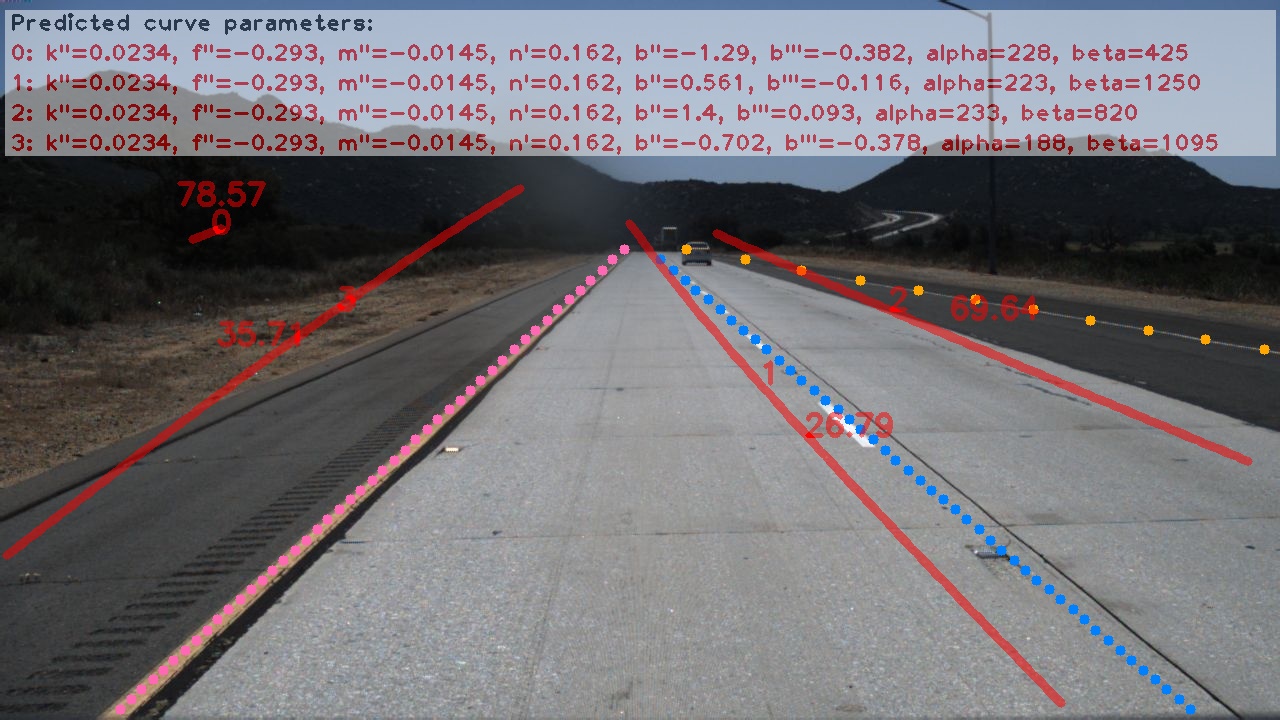 Predicted curve parameters:
0: k"=0.0234, f"=-0.293, m"=-0.0145, n'=0.162, b"=-1.29, b'''=-0.382, alpha=228, beta=425
1: k"=0.0234, f"=-0.293, m"=-0.0145, n'=0.162, b"=0.561, b'''=-0.116, alpha=223, beta=1250
2: k"=0.0234, f"=-0.293, m"=-0.0145, n'=0.162, b"=1.4, b'''=0.093, alpha=233, beta=820
3: k"=0.0234, f"=-0.293, m"=-0.0145, n'=0.162, b"=-0.702, b'''=-0.378, alpha=188, beta=1095
78.57
0
3
2
69.64
35.71
1
26.79